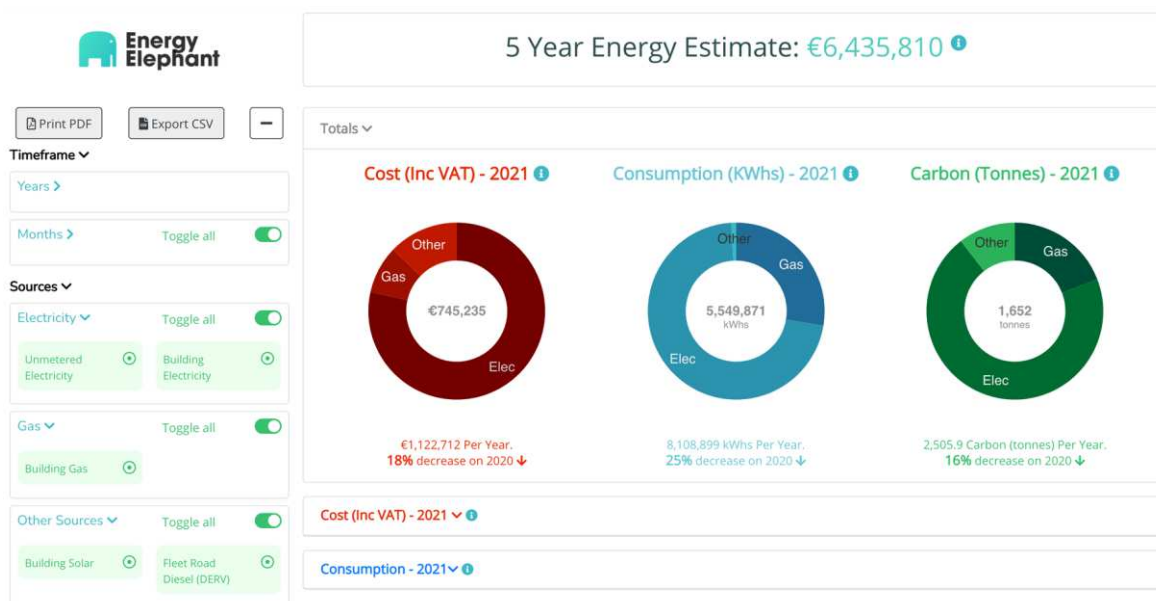 Energy
Elephant
5 Year Energy Estimate: €6,435,810
Print PDF
Export CSV
Timeframe
Years
Months
Toggle all
Sources
Electricity
Toggle all
Unmetered
Electricity
Building
Electricity
Gas
Toggle all
Building Gas
Other Sources
Toggle all
Building Solar
Fleet Road
Diesel (DERV)
Totals
Cost (Inc VAT) - 2021
Other
Gas
€745,235
Elec
€1,122,712 Per Year.
18% decrease on 2020
Consumption (KWhs) - 2021
Other
Gas
5,549,871
kWhs
Elec
8,108,899 kWhs Per Year.
25% decrease on 2020
Carbon (Tonnes) - 2021
Other
Gas
1,652
tonnes
Elec
2,505.9 Carbon (tonnes) Per Year.
16% decrease on 2020
Cost (Inc VAT) - 2021
Consumption - 2021